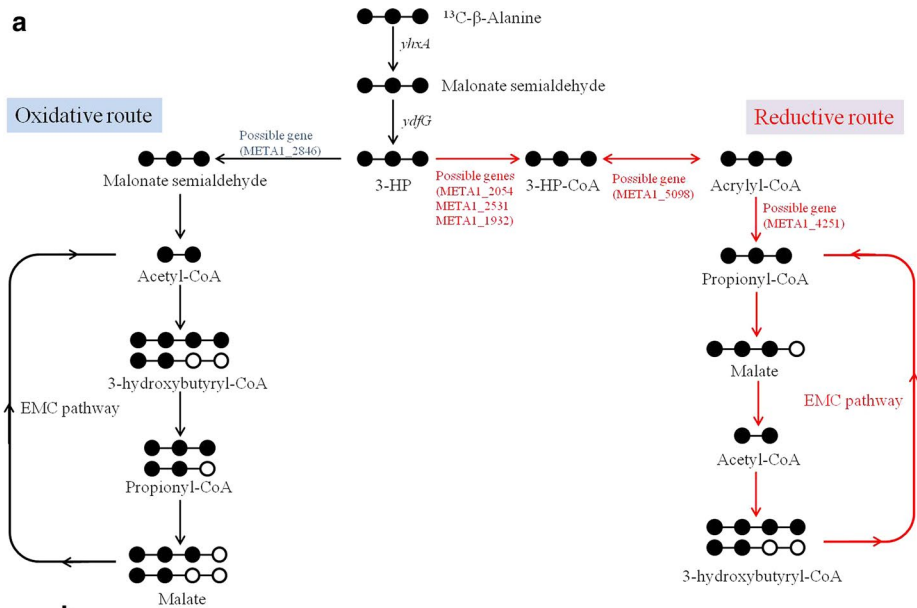 a
¹³C-β-Alanine
yhxA
Malonate semialdehyde
ydfG
Oxidative route
Reductive route
Possible gene
(META1_2846)
Malonate semialdehyde
3-HP
Possible genes
(META1_2054
META1_2531
META1_1932)
3-HP-CoA
Possible gene
(META1_5098)
Acrylyl-CoA
Possible gene
(META1_4251)
Acetyl-CoA
Propionyl-CoA
3-hydroxybutyryl-CoA
Malate
EMC pathway
EMC pathway
Acetyl-CoA
Propionyl-CoA
Malate
3-hydroxybutyryl-CoA